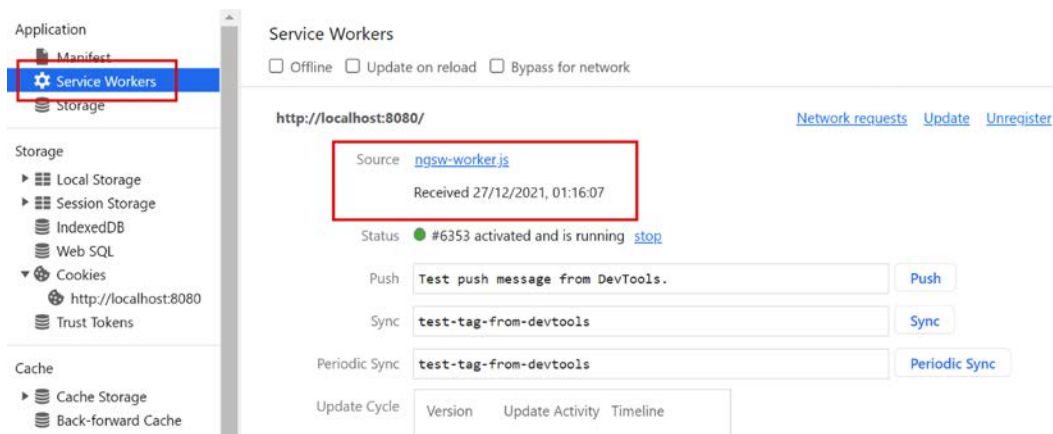 Application
Manifest
Service Workers
Storage
Storage
Local Storage
Session Storage
IndexedDB
Web SQL
Cookies
http://localhost:8080
Trust Tokens
Cache
Cache Storage
Back-forward Cache
Service Workers
Offline Update on reload Bypass for network
http://localhost:8080/ Network requests Update Unregister
Source ngsw-worker.js
Received 27/12/2021, 01:16:07
Status #6353 activated and is running stop
Push Test push message from DevTools. Push
Sync test-tag-from-devtools Sync
Periodic Sync test-tag-from-devtools Periodic Sync
Update Cycle Version Update Activity Timeline